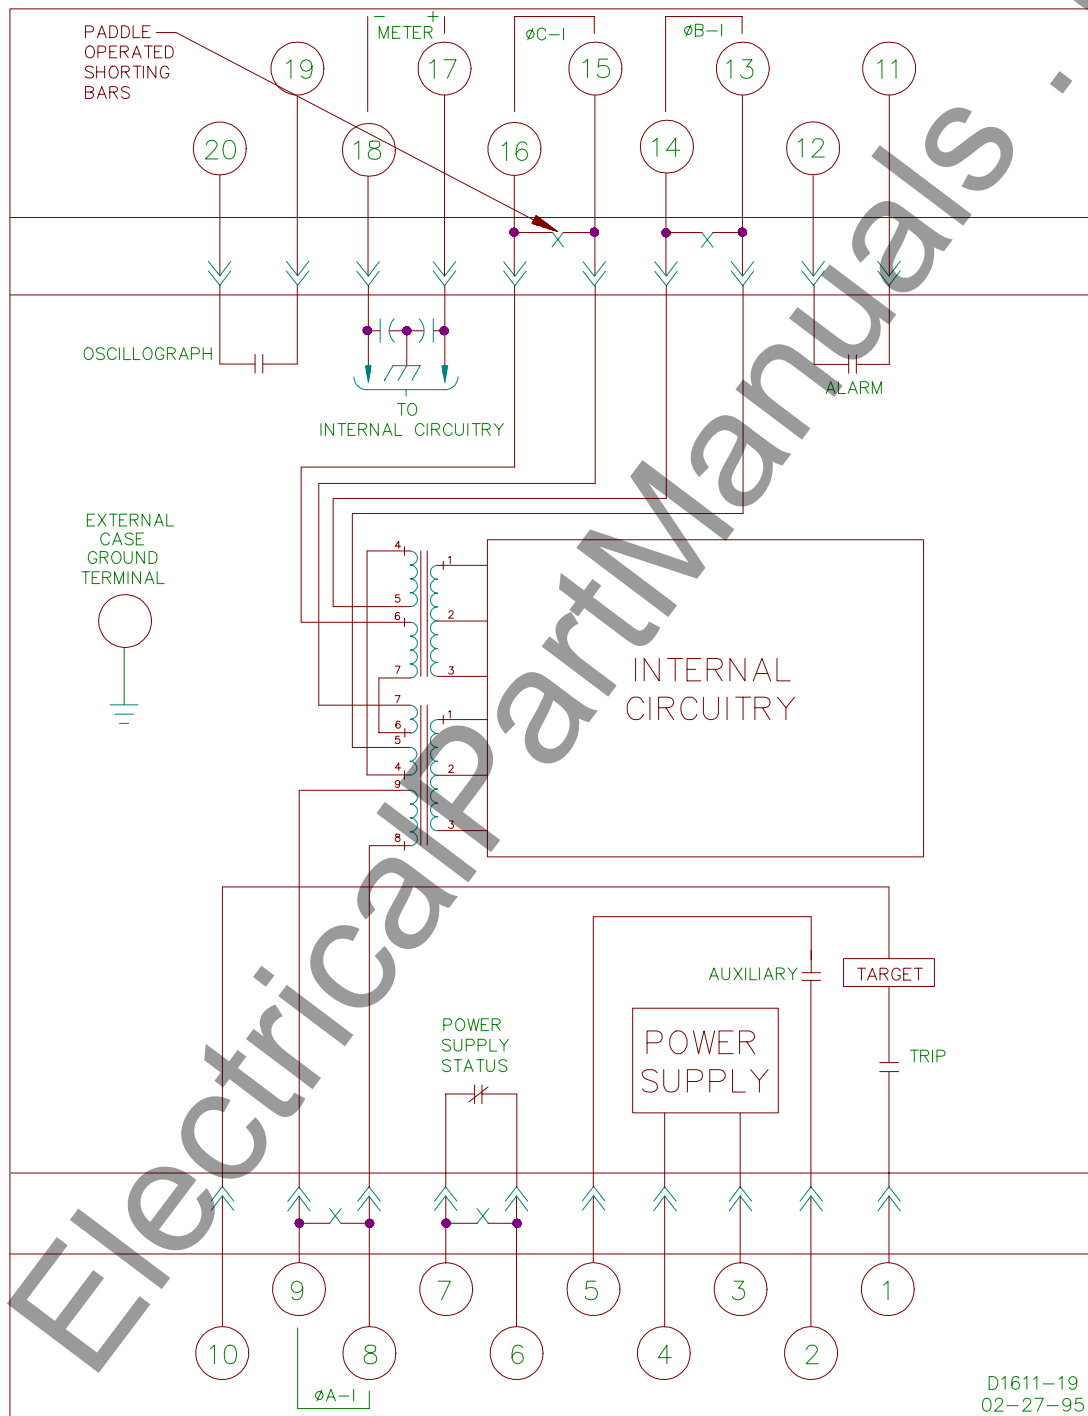 PADDLE
OPERATED
SHORTING
BARS
- METER +
øC-I
øB-I
19
17
15
13
11
20
18
16
14
12
OSCILLOGRAPH
TO
INTERNAL CIRCUITRY
ALARM
EXTERNAL
CASE
GROUND
TERMINAL
4
5
6
7
7
6
5
4
9
8
1
2
3
1
2
3
INTERNAL
CIRCUITRY
AUXILIARY
TARGET
POWER
SUPPLY
STATUS
POWER
SUPPLY
TRIP
9
7
5
3
1
10
8
6
4
2
øA-I
D1611-19
02-27-95
ElectricalPartManuals .